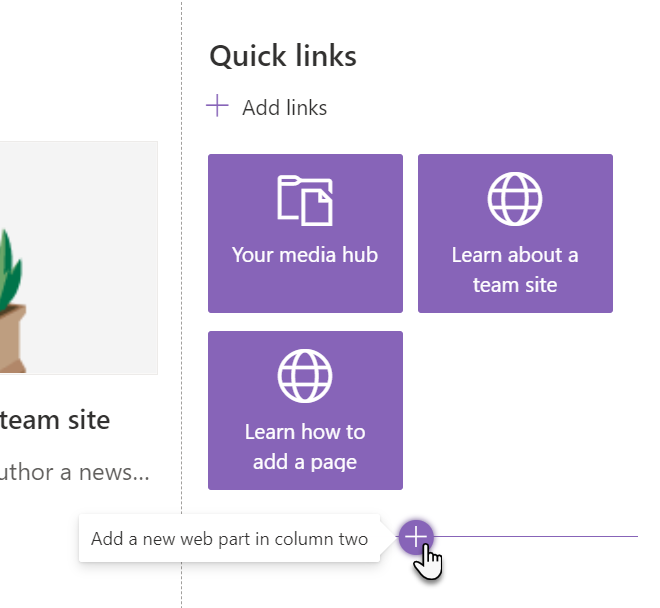 Quick links
Add links
Your media hub
Learn about a
team site
Learn how to
add a page
team site
uthor a news...
Add a new web part in column two